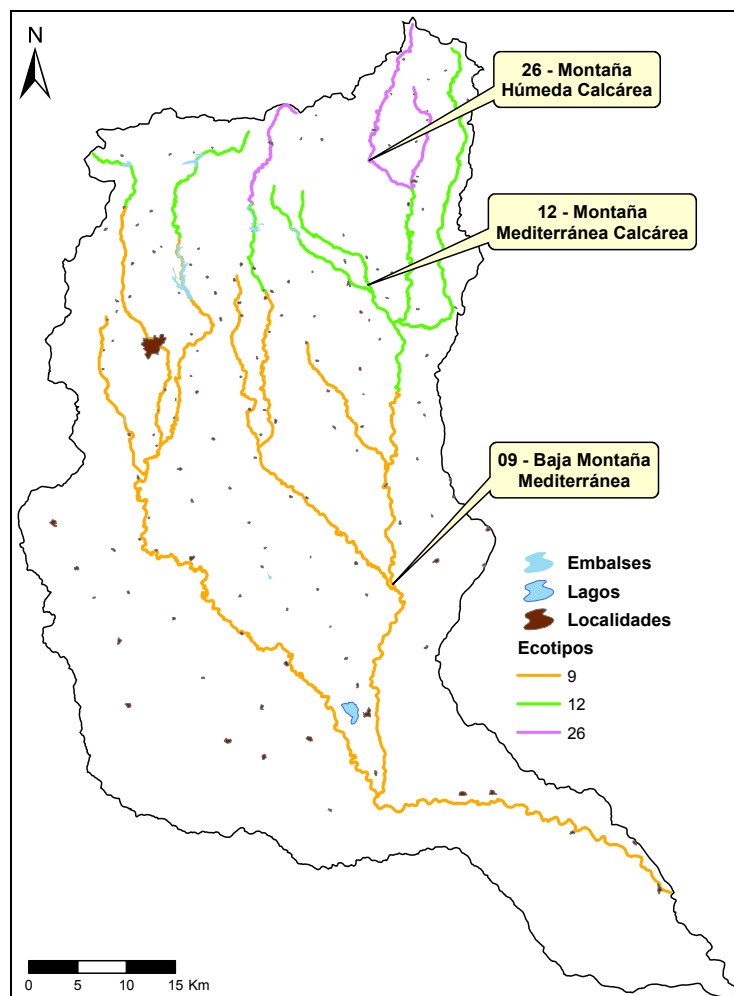 N
26 - Montaña
Húmeda Calcárea
12 - Montaña
Mediterránea Calcárea
09 - Baja Montaña
Mediterránea
Embalses
Lagos
Localidades
Ecotipos
9
12
26
0 5 10 15 Km